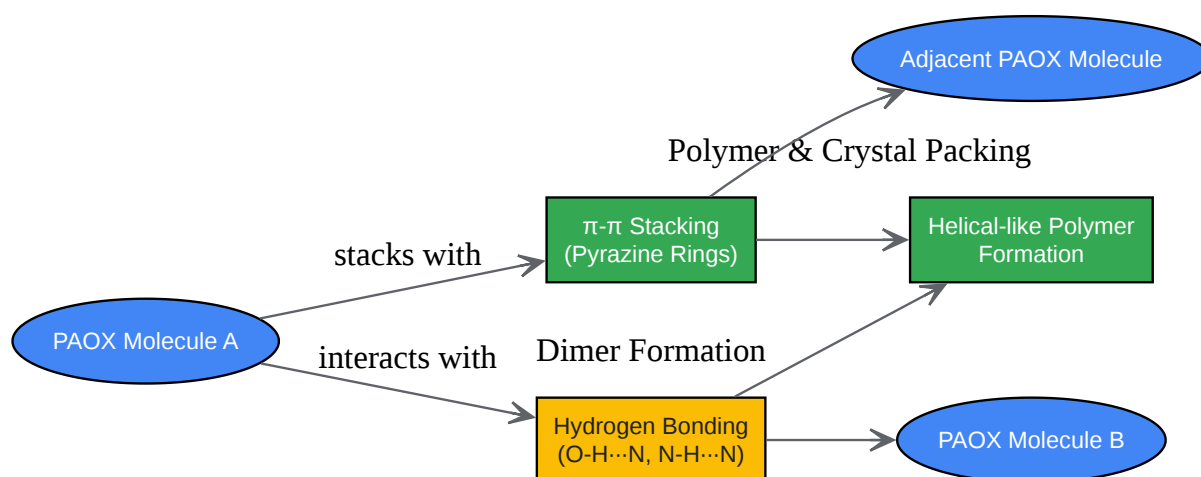 Adjacent PAOX Molecule
Polymer & Crystal Packing
π-π Stacking
(Pyrazine Rings)
Helical-like Polymer
Formation
stacks with
PAOX Molecule A
interacts with
Dimer Formation
Hydrogen Bonding
(O-H···N, N-H···N)
PAOX Molecule B